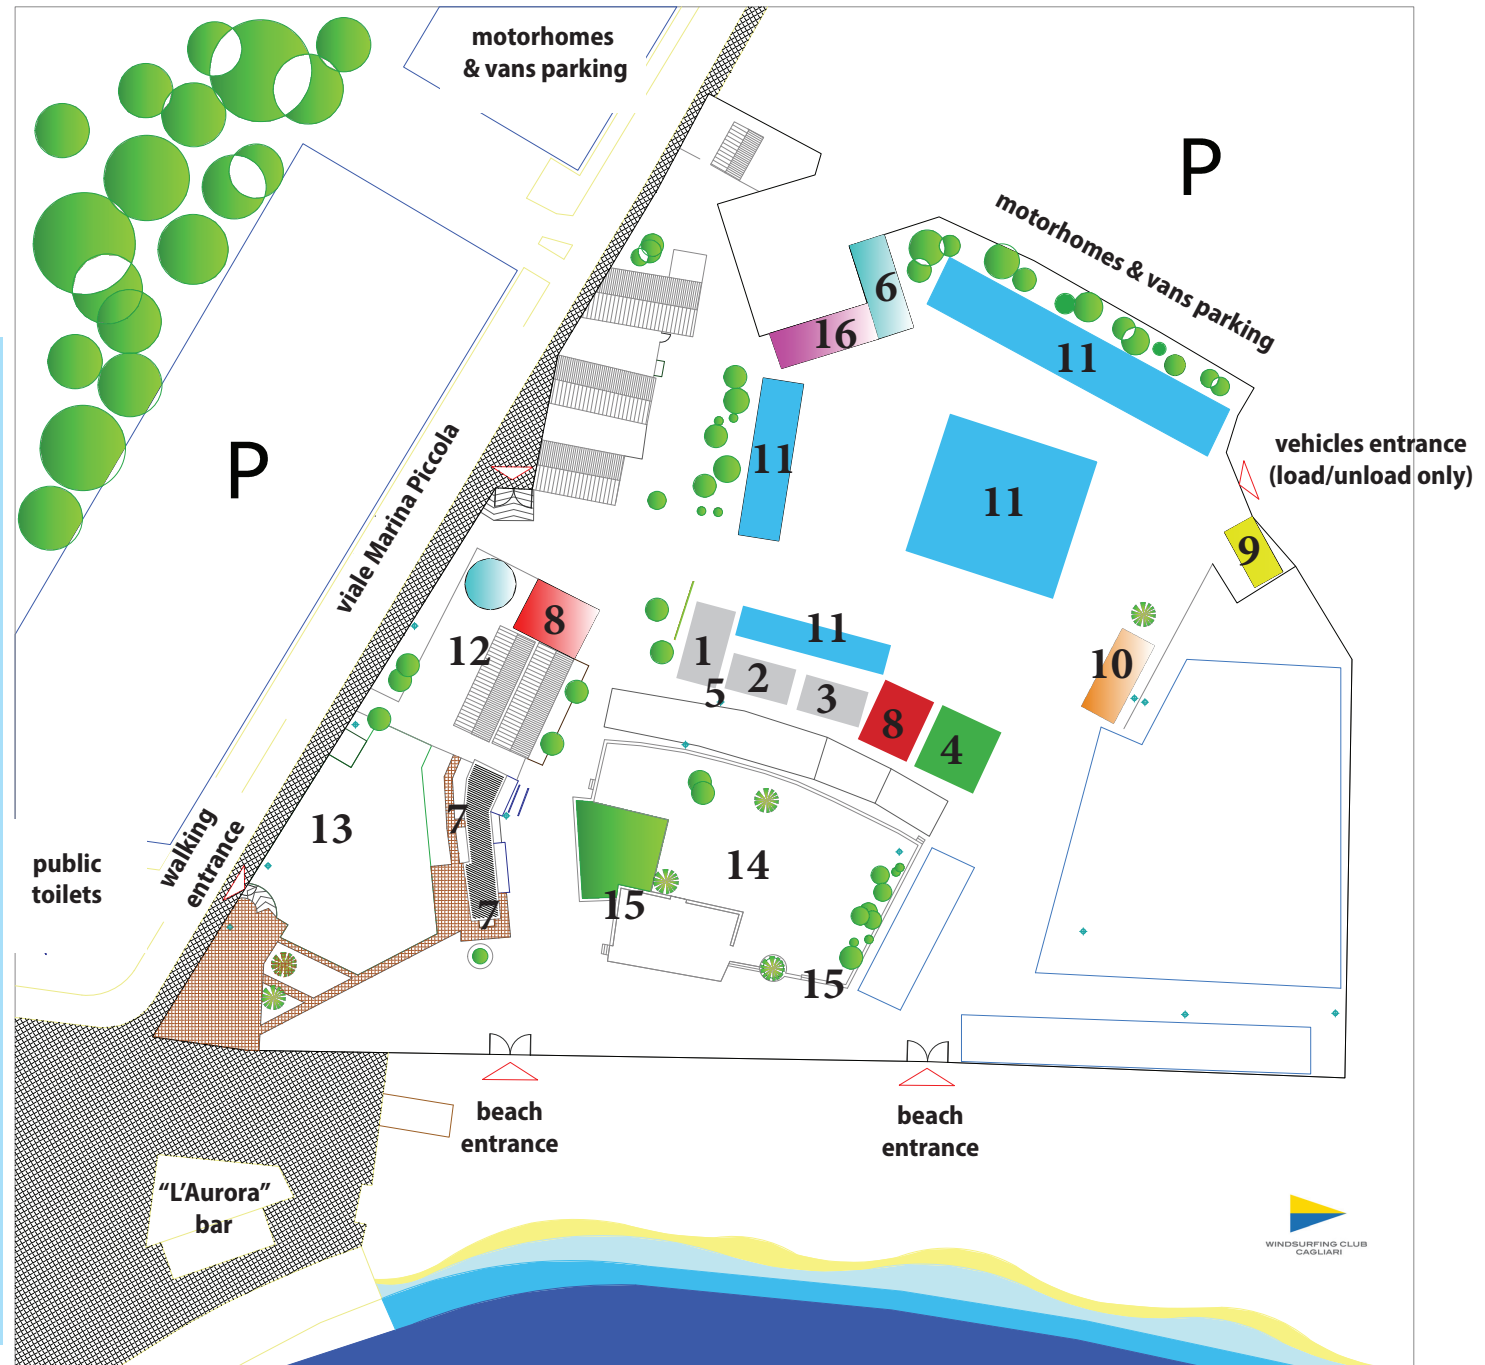 motorhomes
& vans parking
P
motorhomes & vans parking
6
16
11
vehicles entrance
(load/unload only)
P
11
11
viale Marina Piccola
9
8
12
11
1
2
3
5
10
8
4
7
13
walking
entrance
public
toilets
14
15
7
15
beach
entrance
beach
entrance
"L'Aurora"
bar
WINDSURFING CLUB
CAGLIARI